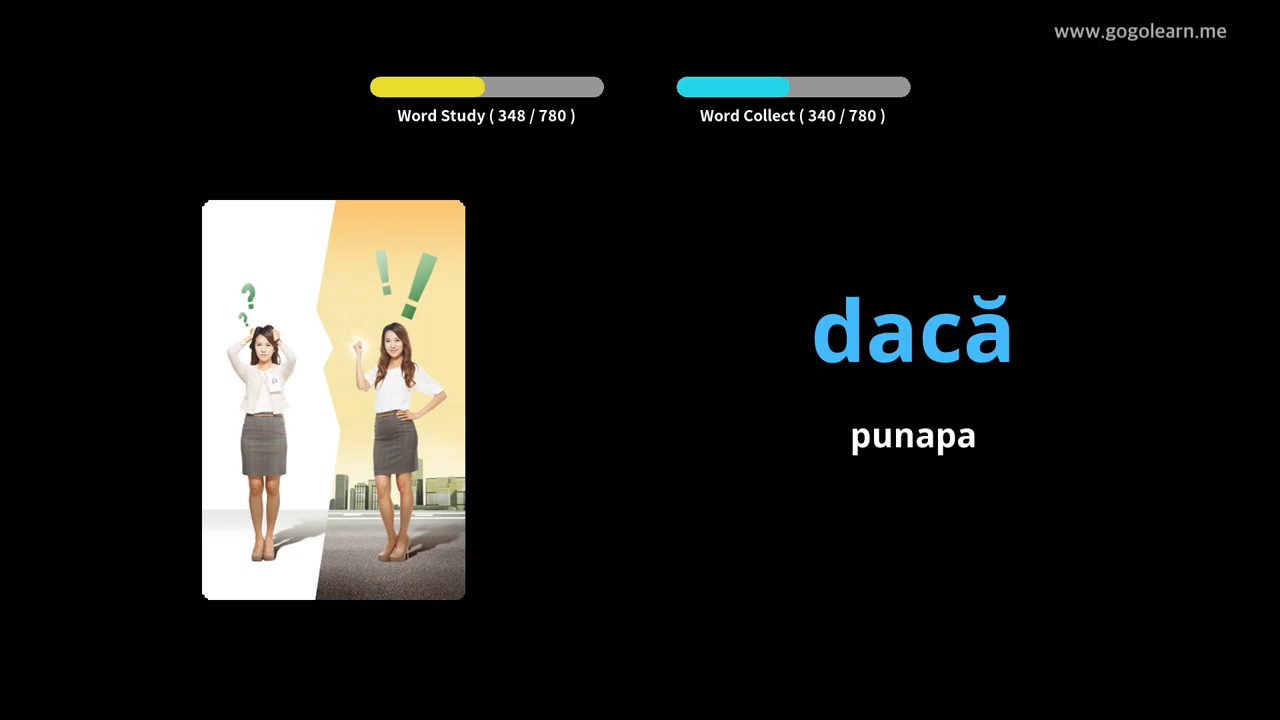 www.gogolearn.me
Word Study ( 348 / 780 )
Word Collect ( 340 / 780 )
? ?
! !
dacă
punapa